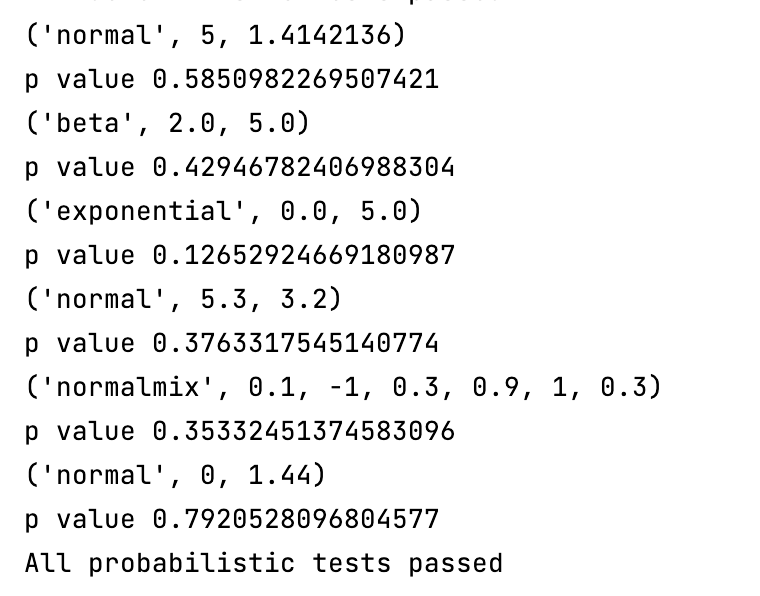 ('normal', 5, 1.4142136)
p value 0.5850982269507421
('beta', 2.0, 5.0)
p value 0.42946782406988304
('exponential', 0.0, 5.0)
p value 0.12652924669180987
('normal', 5.3, 3.2)
p value 0.3763317545140774
('normalmix', 0.1, -1, 0.3, 0.9, 1, 0.3)
p value 0.35332451374583096
('normal', 0, 1.44)
p value 0.7920528096804577
All probabilistic tests passed